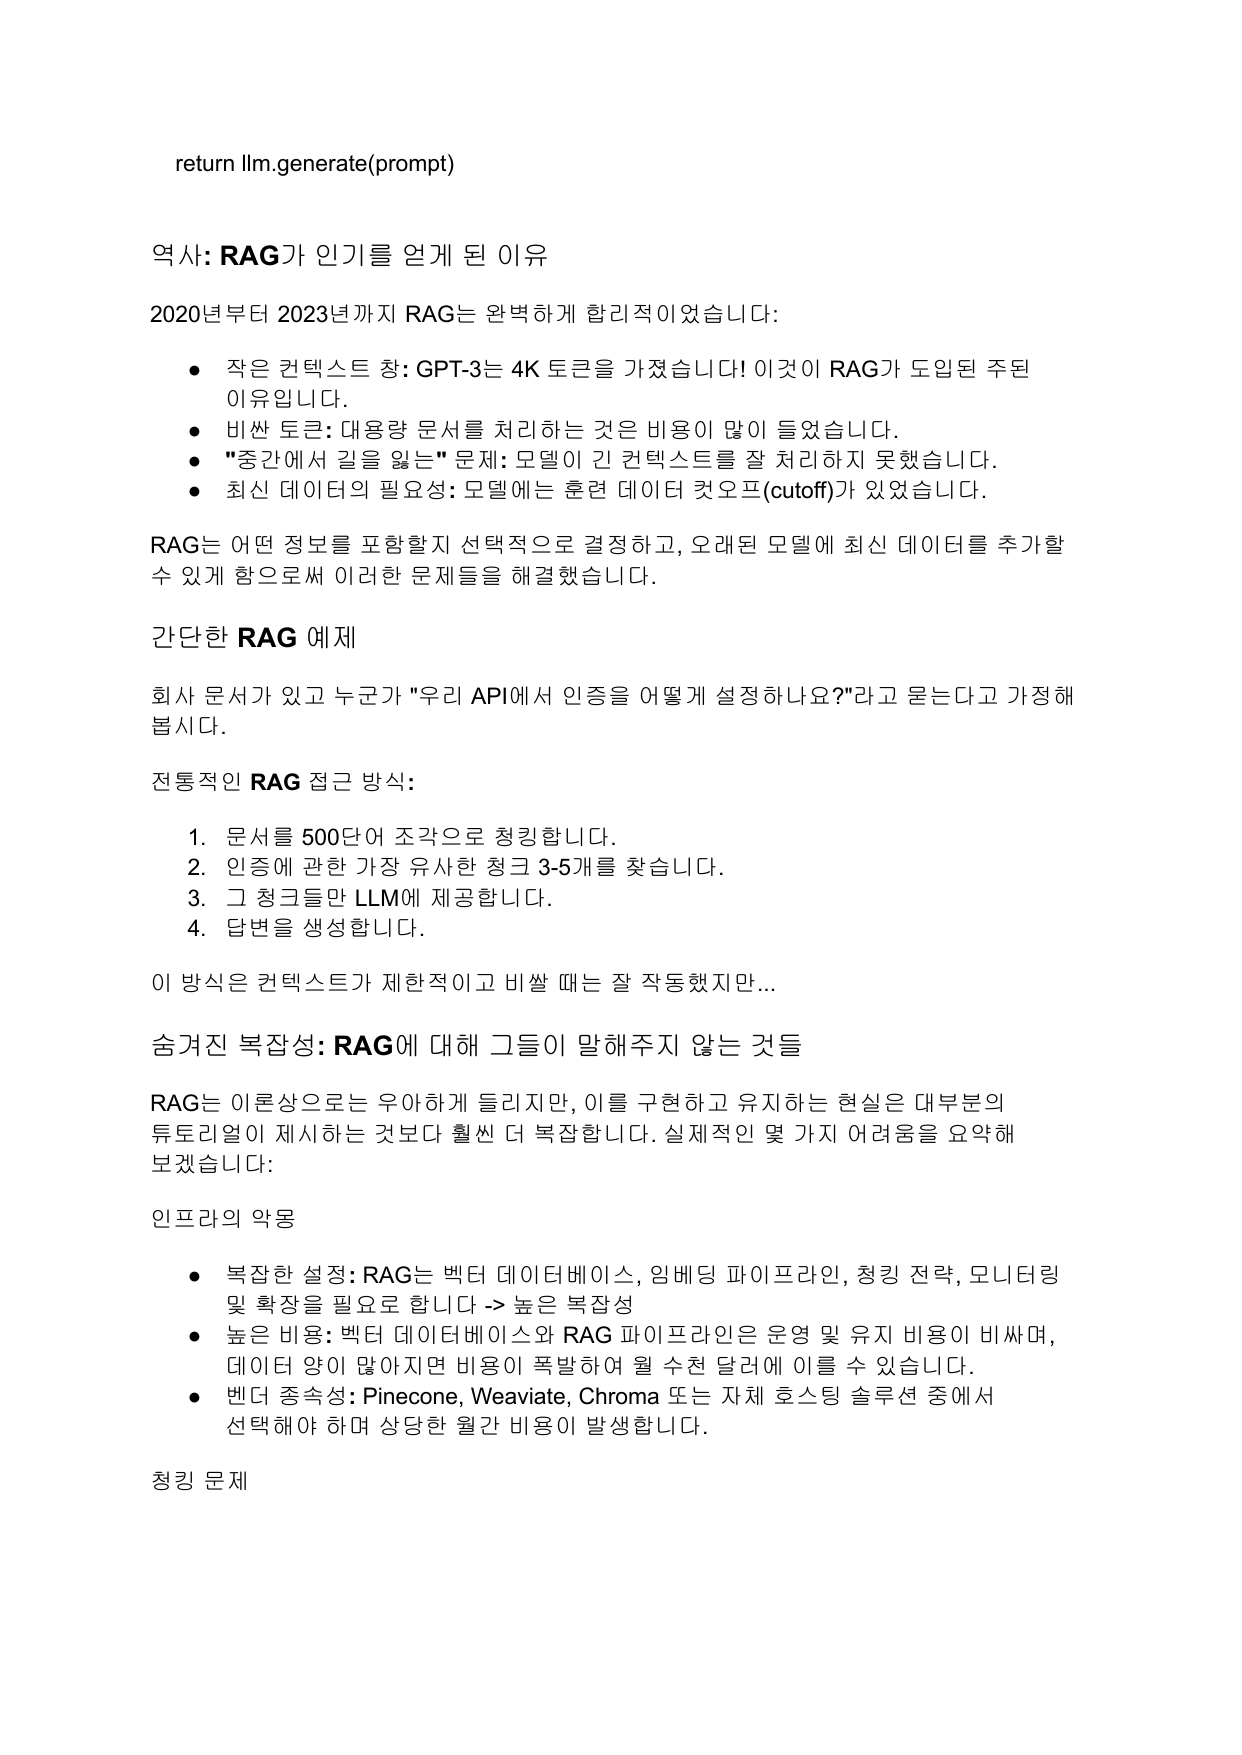 return llm.generate(prompt)
역사: RAG가 인기를 얻게 된 이유
2020년부터 2023년까지 RAG는 완벽하게 합리적이었습니다:
● 작은 컨텍스트 창: GPT-3는 4K 토큰을 가졌습니다! 이것이 RAG가 도입된 주된
이유입니다.
● 비싼 토큰: 대용량 문서를 처리하는 것은 비용이 많이 들었습니다.
● "중간에서 길을 잃는" 문제: 모델이 긴 컨텍스트를 잘 처리하지 못했습니다.
● 최신 데이터의 필요성: 모델에는 훈련 데이터 컷오프(cutoff)가 있었습니다.
RAG는 어떤 정보를 포함할지 선택적으로 결정하고, 오래된 모델에 최신 데이터를 추가할
수 있게 함으로써 이러한 문제들을 해결했습니다.
간단한 RAG 예제
회사 문서가 있고 누군가 "우리 API에서 인증을 어떻게 설정하나요?"라고 묻는다고 가정해
봅시다.
전통적인 RAG 접근 방식:
1. 문서를 500단어 조각으로 청킹합니다.
2. 인증에 관한 가장 유사한 청크 3-5개를 찾습니다.
3. 그 청크들만 LLM에 제공합니다.
4. 답변을 생성합니다.
이 방식은 컨텍스트가 제한적이고 비쌀 때는 잘 작동했지만...
숨겨진 복잡성: RAG에 대해 그들이 말해주지 않는 것들
RAG는 이론상으로는 우아하게 들리지만, 이를 구현하고 유지하는 현실은 대부분의
튜토리얼이 제시하는 것보다 훨씬 더 복잡합니다. 실제적인 몇 가지 어려움을 요약해
보겠습니다:
인프라의 악몽
● 복잡한 설정: RAG는 벡터 데이터베이스, 임베딩 파이프라인, 청킹 전략, 모니터링
및 확장을 필요로 합니다 -> 높은 복잡성
● 높은 비용: 벡터 데이터베이스와 RAG 파이프라인은 운영 및 유지 비용이 비싸며,
데이터 양이 많아지면 비용이 폭발하여 월 수천 달러에 이를 수 있습니다.
● 벤더 종속성: Pinecone, Weaviate, Chroma 또는 자체 호스팅 솔루션 중에서
선택해야 하며 상당한 월간 비용이 발생합니다.
청킹 문제